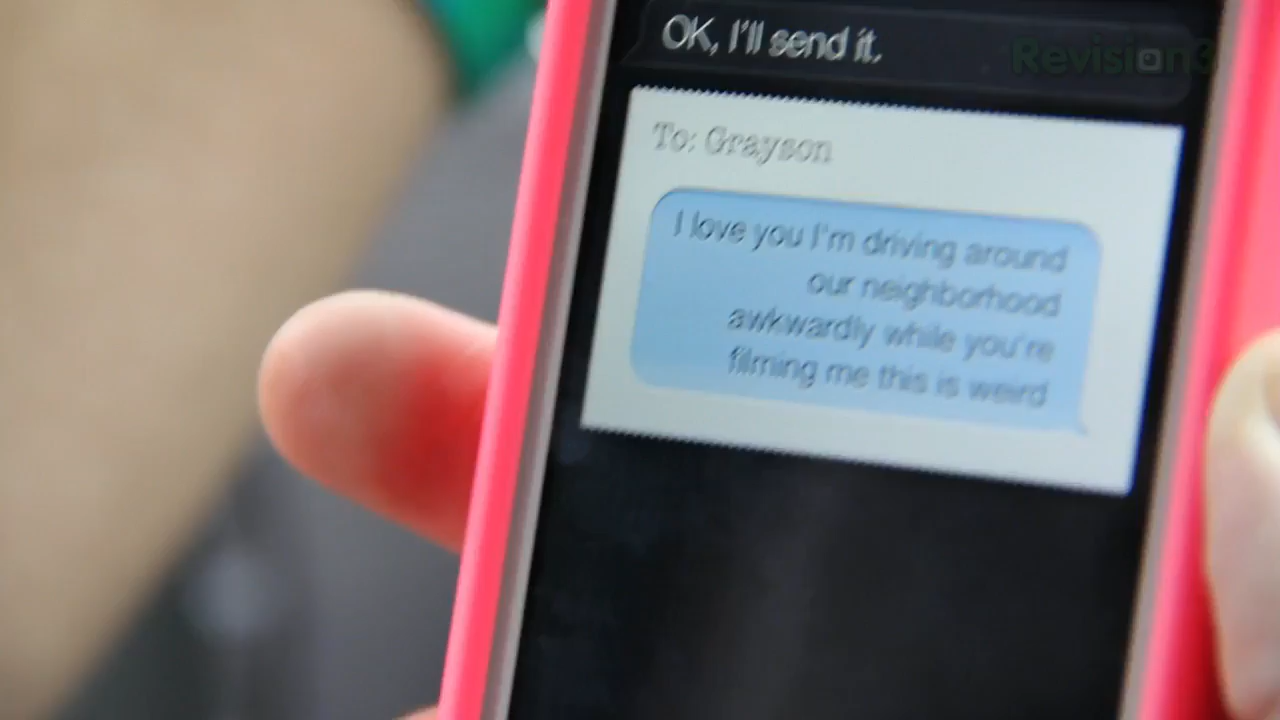 OK, I'll send it.
Revision3
To: Grayson
I love you I'm driving around
our neighborhood
awkwardly while you're
filming me this is weird